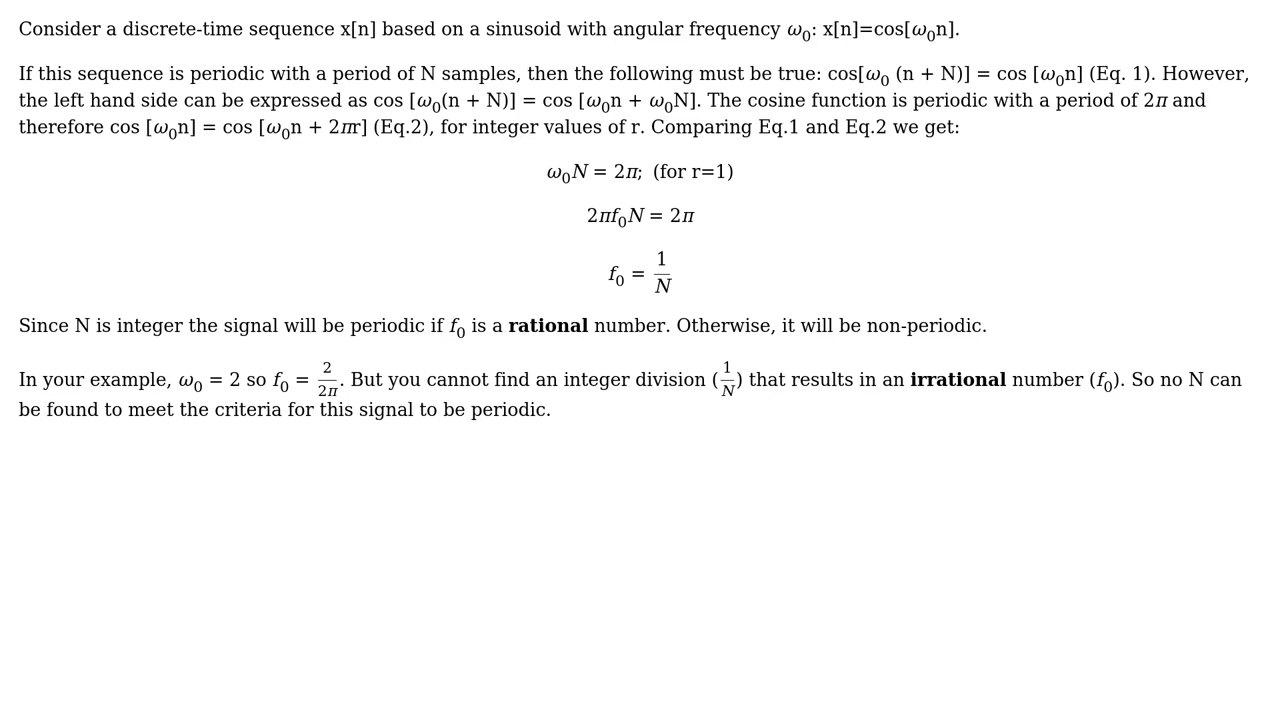 Consider a discrete-time sequence x[n] based on a sinusoid with angular frequency ω₀: x[n]=cos[ω₀n].
If this sequence is periodic with a period of N samples, then the following must be true: cos[ω₀ (n + N)] = cos [ω₀n] (Eq. 1). However,
the left hand side can be expressed as cos [ω₀(n + N)] = cos [ω₀n + ω₀N]. The cosine function is periodic with a period of 2π and
therefore cos [ω₀n] = cos [ω₀n + 2πr] (Eq.2), for integer values of r. Comparing Eq.1 and Eq.2 we get:
ω₀N = 2π; (for r=1)
2πf₀N = 2π
f₀ = 1/N
Since N is integer the signal will be periodic if f₀ is a rational number. Otherwise, it will be non-periodic.
In your example, ω₀ = 2 so f₀ = 2/2π. But you cannot find an integer division (1/N) that results in an irrational number (f₀). So no N can
be found to meet the criteria for this signal to be periodic.